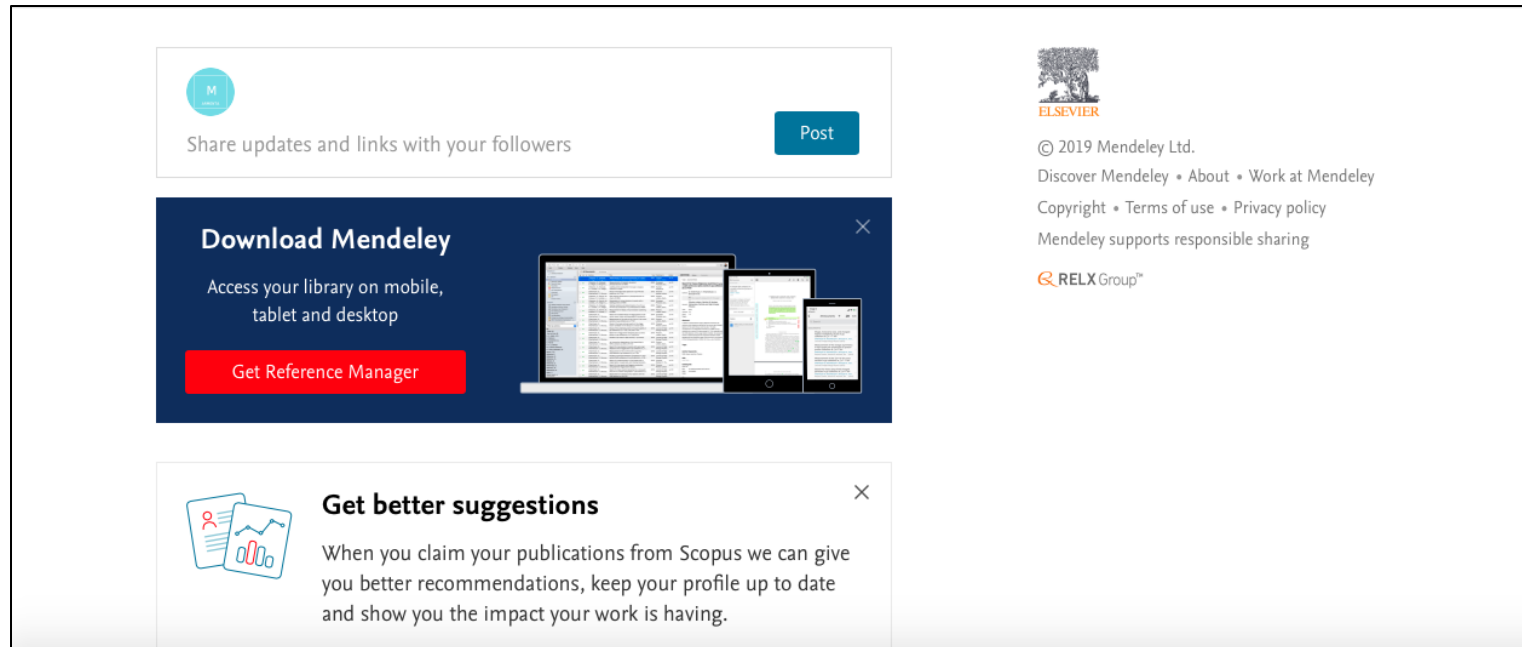 M
Share updates and links with your followers
Post
Download Mendeley
Access your library on mobile,
tablet and desktop
Get Reference Manager
Get better suggestions
When you claim your publications from Scopus we can give
you better recommendations, keep your profile up to date
and show you the impact your work is having.
ELSEVIER
© 2019 Mendeley Ltd.
Discover Mendeley • About • Work at Mendeley
Copyright • Terms of use • Privacy policy
Mendeley supports responsible sharing
RELX Group™